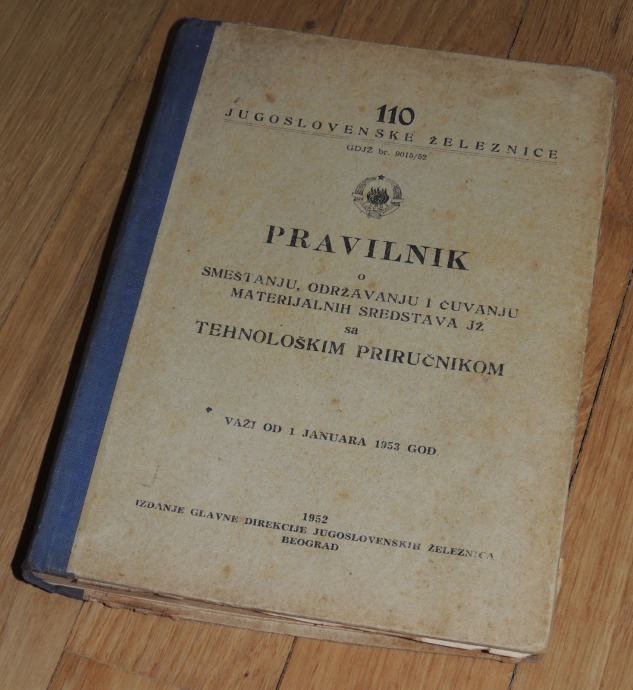 110
JUGOSLOVENSKE ŽELEZNICE
GDJŽ br. 9015/52
PRAVILNIK
o
SMEŠTANJU, ODRŽAVANJU I ČUVANJU
MATERIJALNIH SREDSTAVA JŽ
sa
TEHNOLOŠKIM PRIRUČNIKOM
VAŽI OD 1 JANUARA 1953 GOD
1952
IZDANJE GLAVNE DIREKCIJE JUGOSLOVENSKIH ŽELEZNICA
BEOGRAD